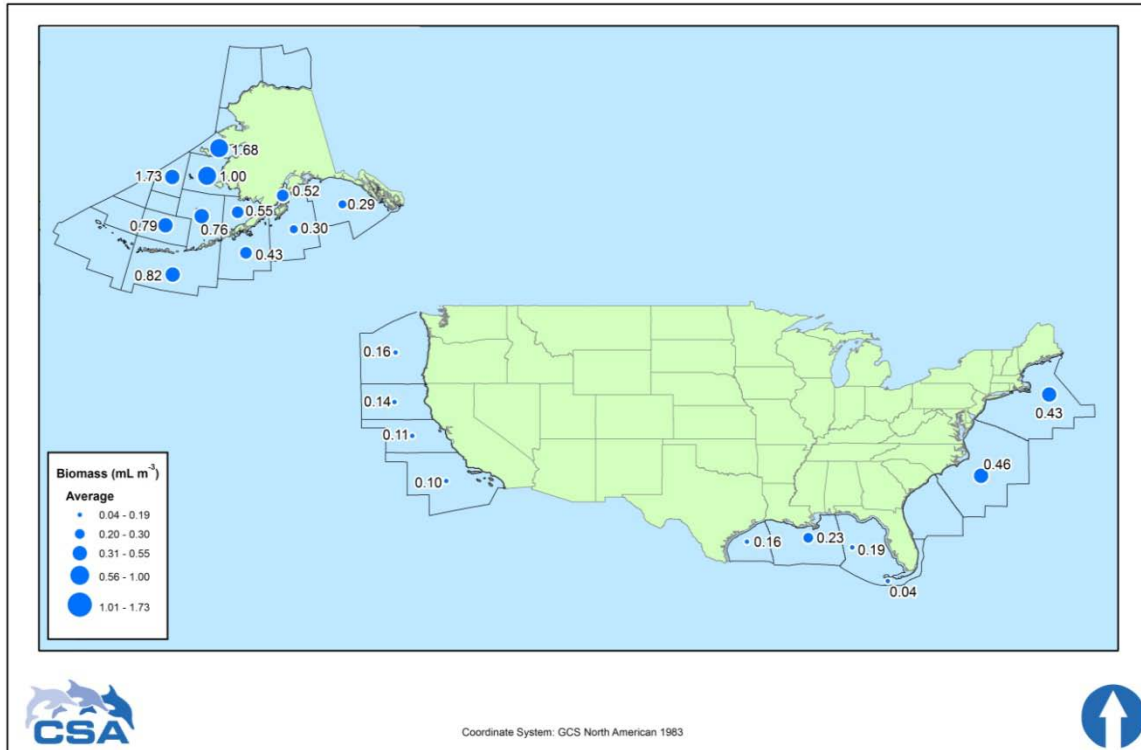 1.68
1.73
1.00
0.52
0.29
0.55
0.79
0.76
0.30
0.43
0.82
0.16
0.14
0.43
0.11
0.46
0.10
0.16
0.23
0.19
0.04
Biomass (mL m⁻³)
Average
0.04 - 0.19
0.20 - 0.30
0.31 - 0.55
0.56 - 1.00
1.01 - 1.73
CSA
Coordinate System: GCS North American 1983